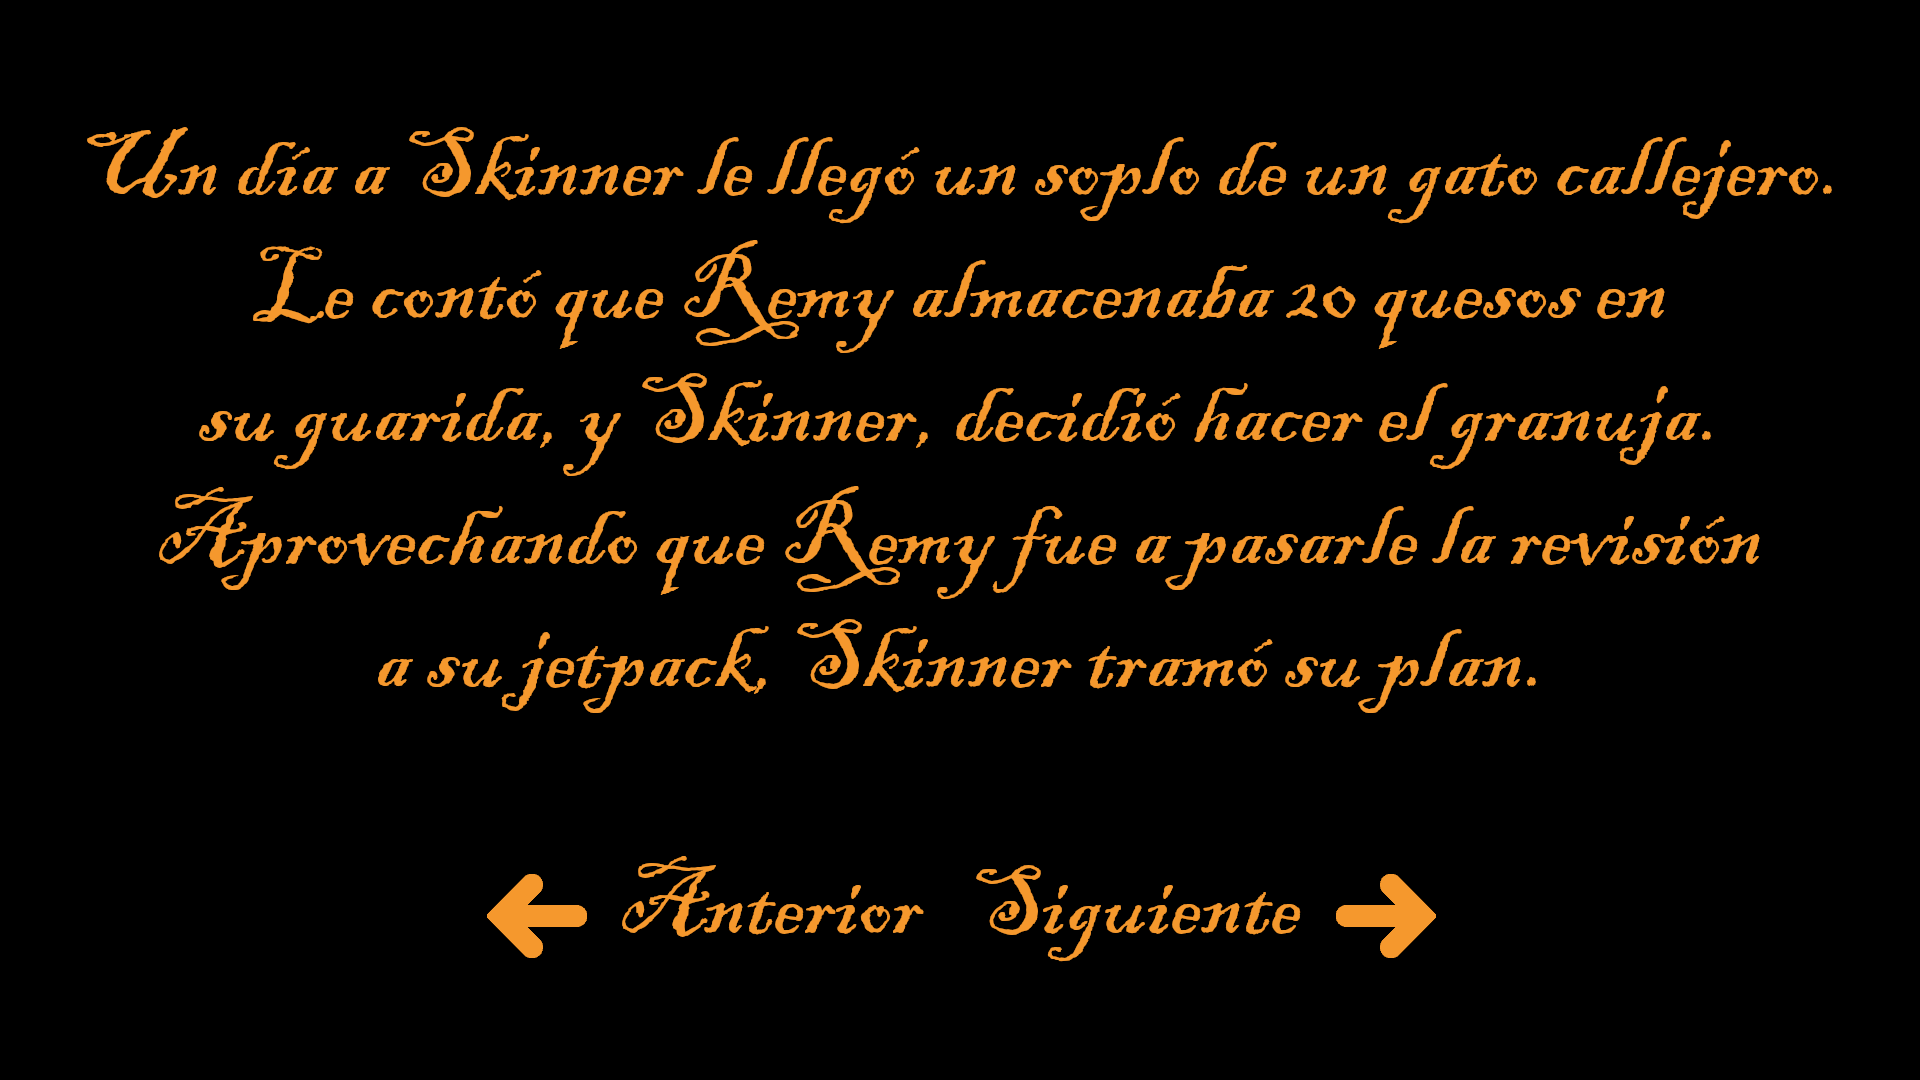 Un día a Skinner le llegó un soplo de un gato callejero.
Le contó que Remy almacenaba 20 quesos en
su guarida, y Skinner, decidió hacer el granuja.
Aprovechando que Remy fue a pasarle la revisión
a su jetpack, Skinner tramó su plan.
Anterior Siguiente